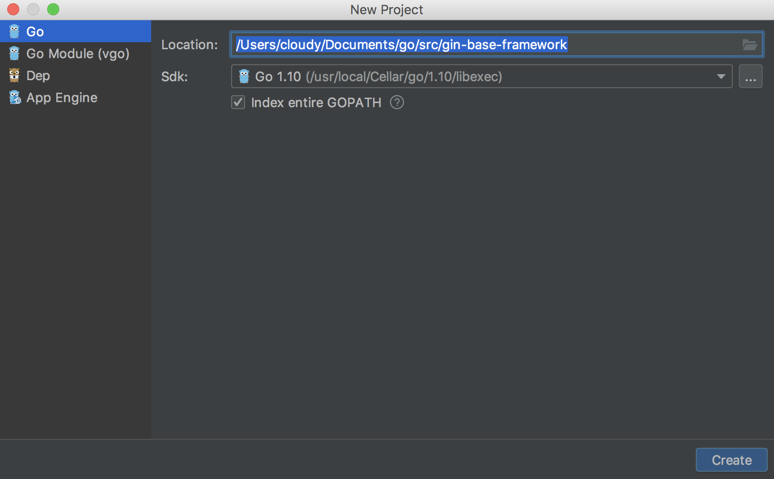 New Project
Go
Go Module (vgo)
Dep
App Engine
Location: /Users/cloudy/Documents/go/src/gin-base-framework
Sdk: Go 1.10 (/usr/local/Cellar/go/1.10/libexec) ...
Index entire GOPATH ?
Create